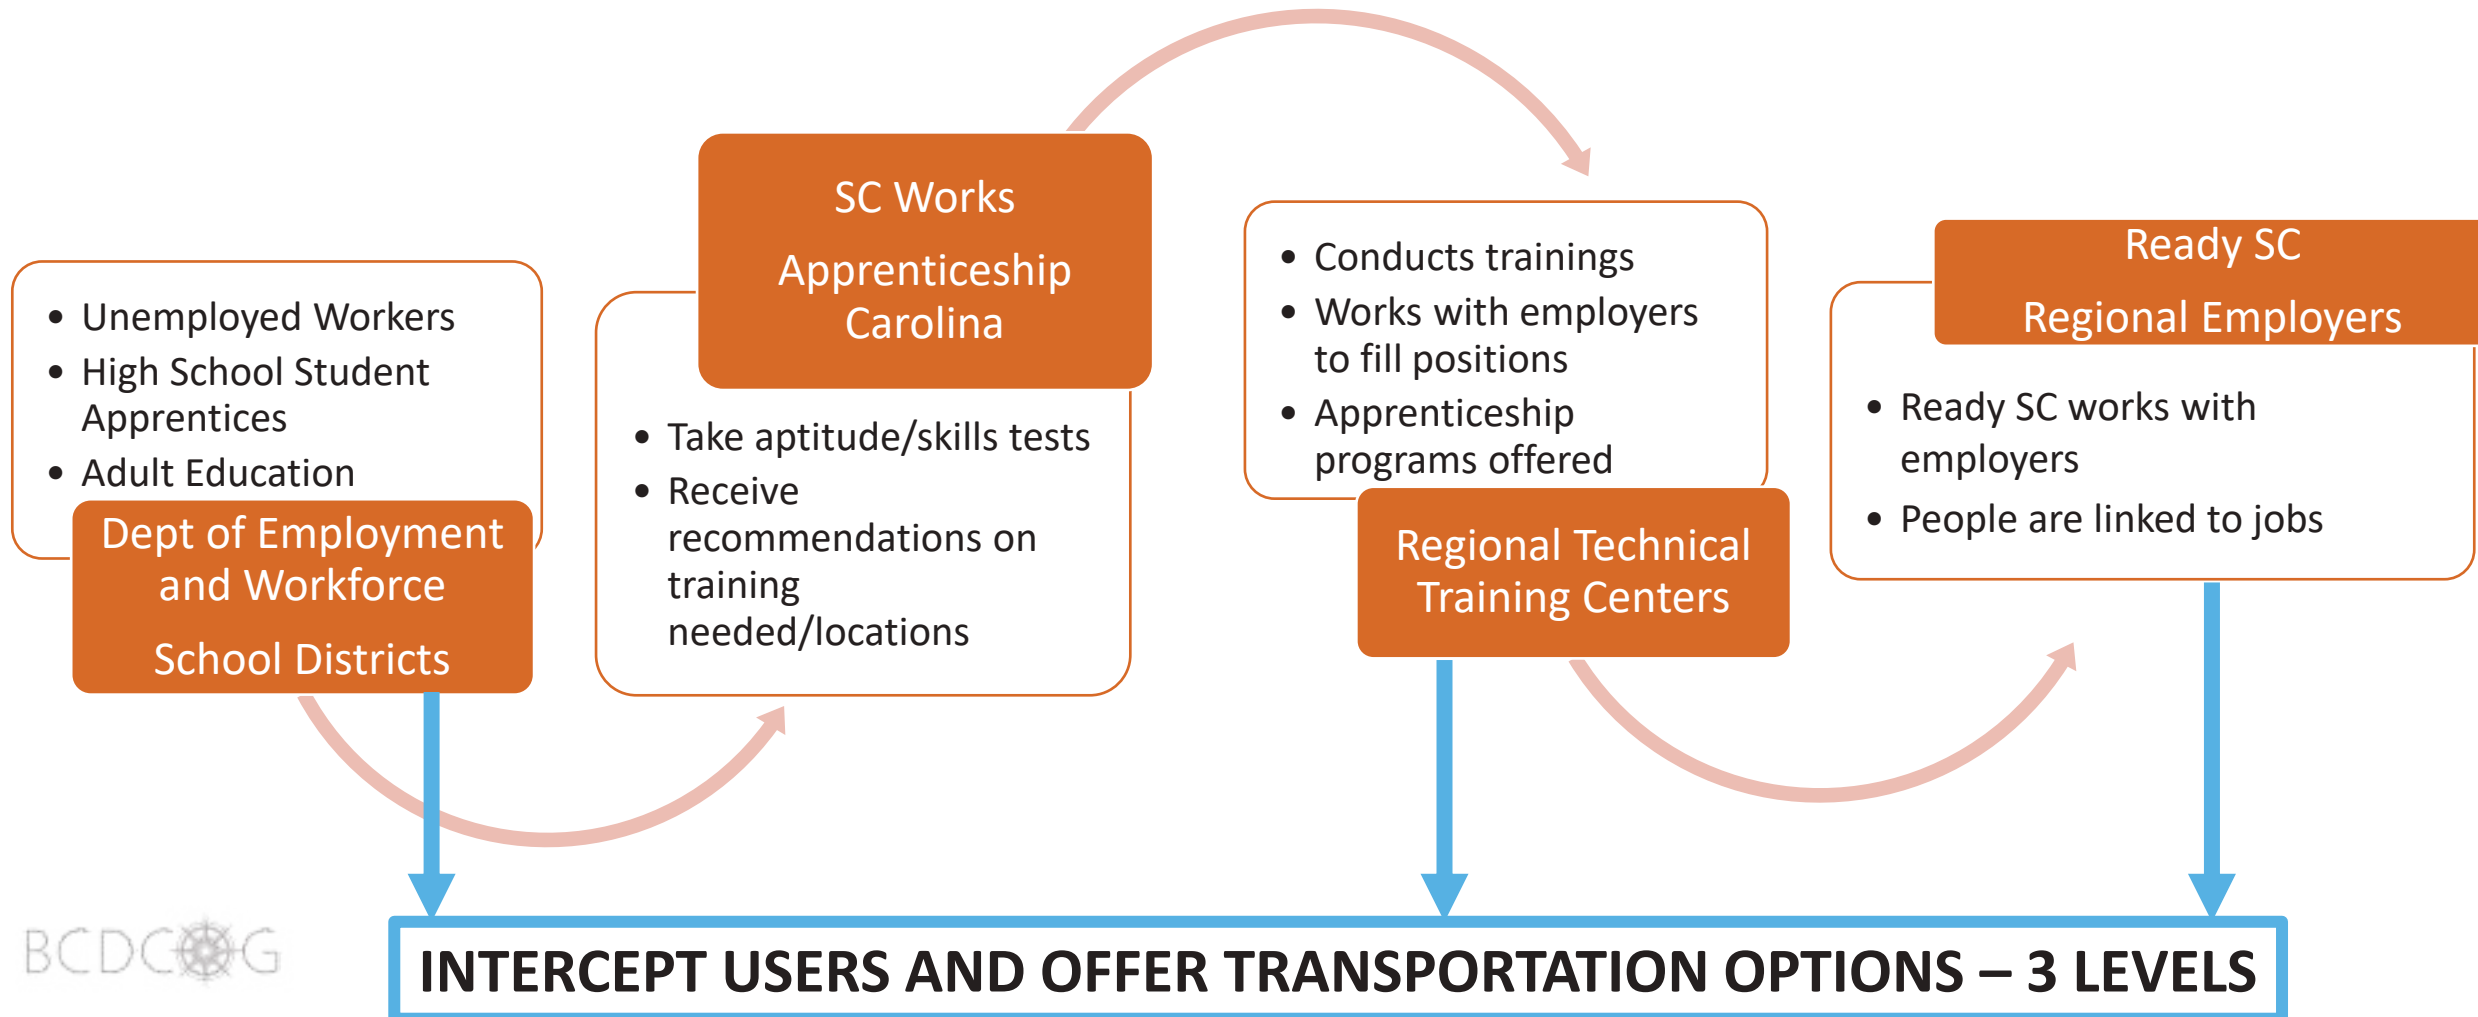 • Unemployed Workers
• High School Student
Apprentices
• Adult Education
Dept of Employment
and Workforce
School Districts
SC Works
Apprenticeship
Carolina
• Take aptitude/skills tests
• Receive
recommendations on
training
needed/locations
• Conducts trainings
• Works with employers
to fill positions
• Apprenticeship
programs offered
Regional Technical
Training Centers
Ready SC
Regional Employers
• Ready SC works with
employers
• People are linked to jobs
BCDCOG
INTERCEPT USERS AND OFFER TRANSPORTATION OPTIONS – 3 LEVELS